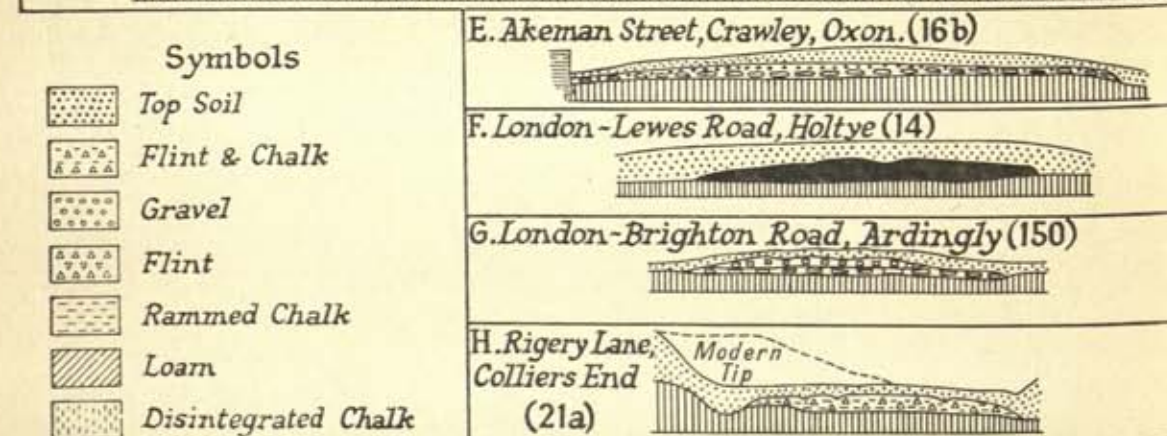 Symbols
Top Soil
Flint & Chalk
Gravel
Flint
Rammed Chalk
Loam
Disintegrated Chalk
E. Akeman Street, Crawley, Oxon. (16b)
F. London-Lewes Road, Holtye (14)
G. London-Brighton Road, Ardingly (150)
H. Rigery Lane,
Colliers End
(21a)
Modern
Tip